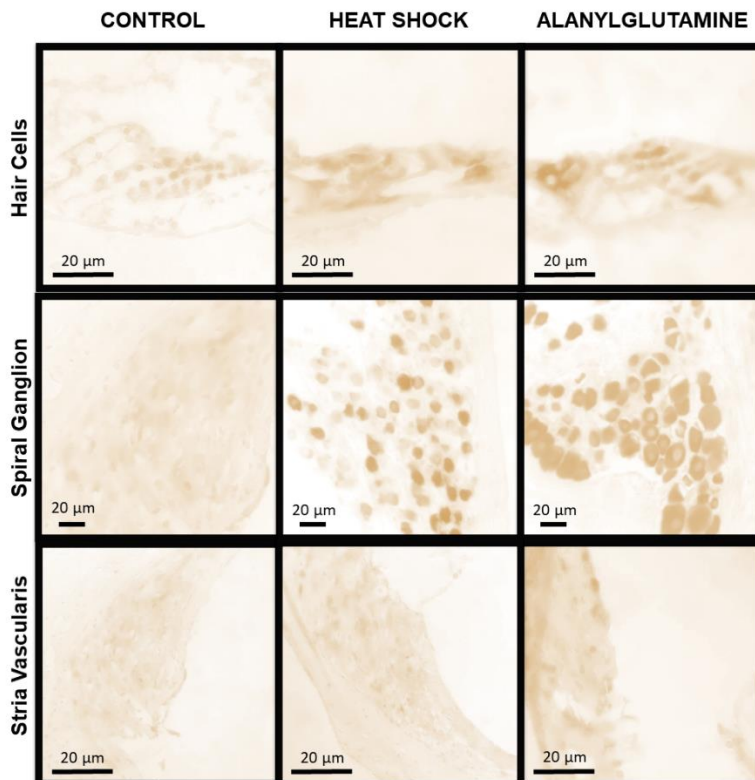 CONTROL HEAT SHOCK ALANYLGLUTAMINE
Hair Cells
20 µm 20 µm 20 µm
Spiral Ganglion
20 µm 20 µm 20 µm
Stria Vascularis
20 µm 20 µm 20 µm